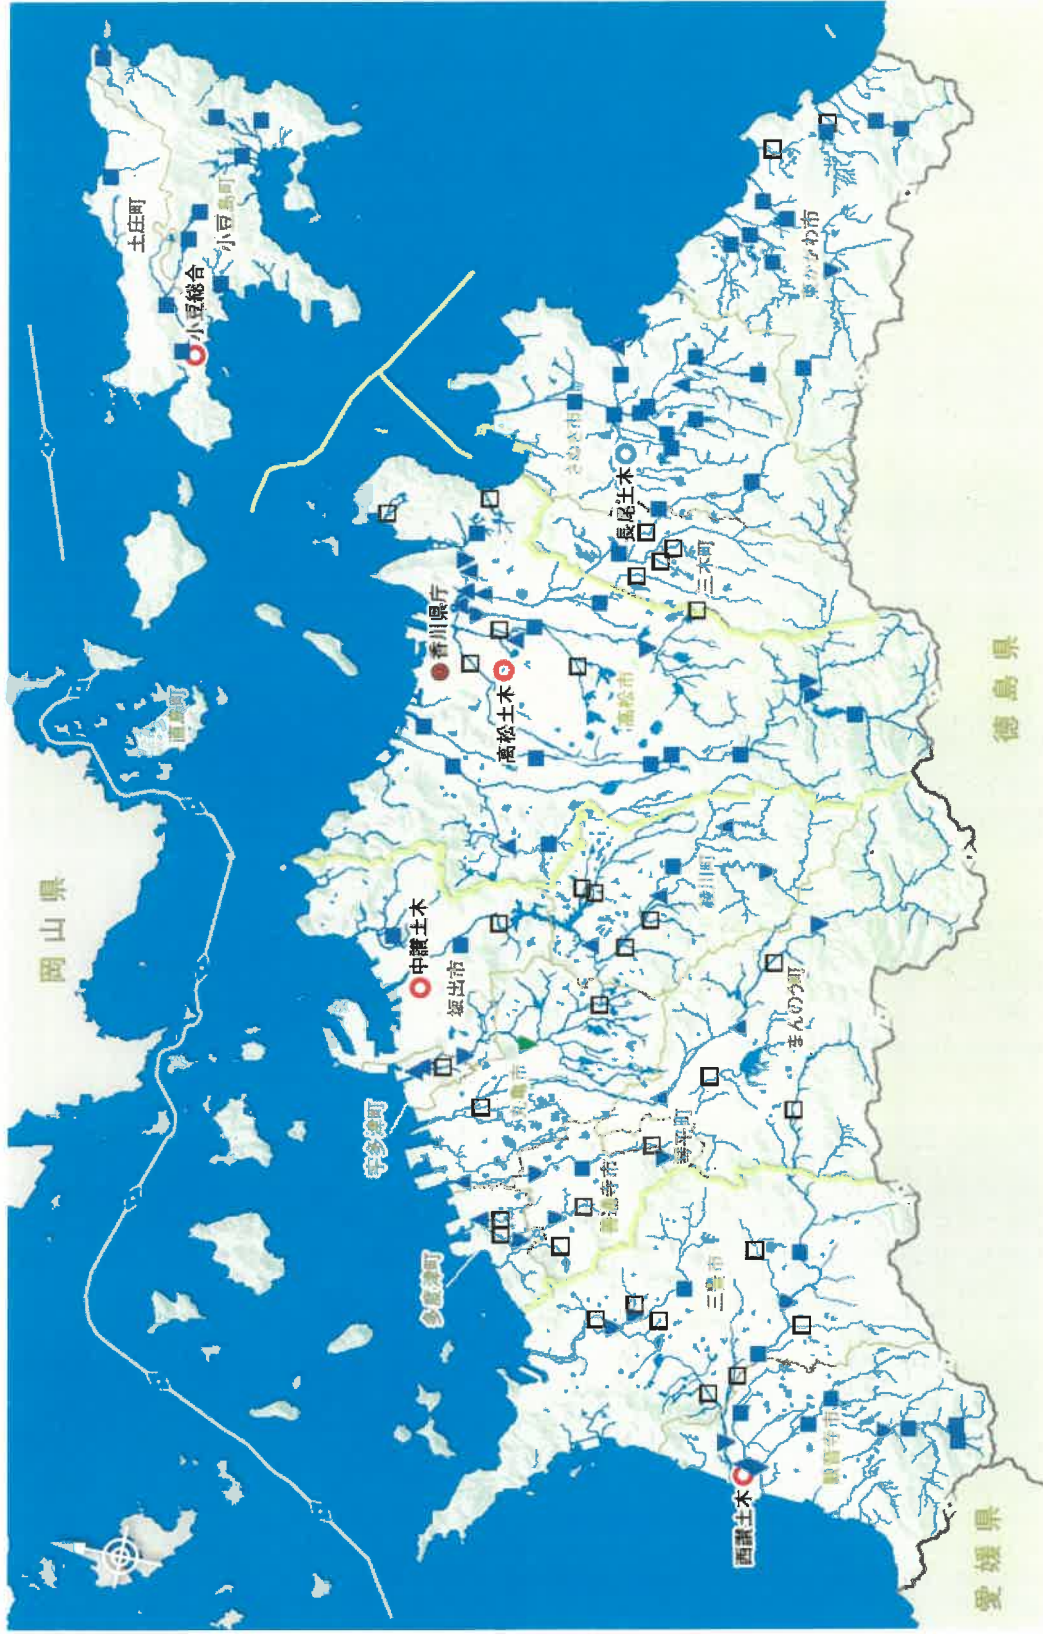 岡山県
直島町
土庄町
小豆島町
小豆総合
香川県庁
高松土木
高松市
さぬき市
長尾土木
三木町
東かがわ市
中讃土木
坂出市
宇多津町
丸亀市
綾川町
まんのう町
琴平町
善通寺市
多度津町
三豊市
観音寺市
西讃土木
徳島県
愛媛県